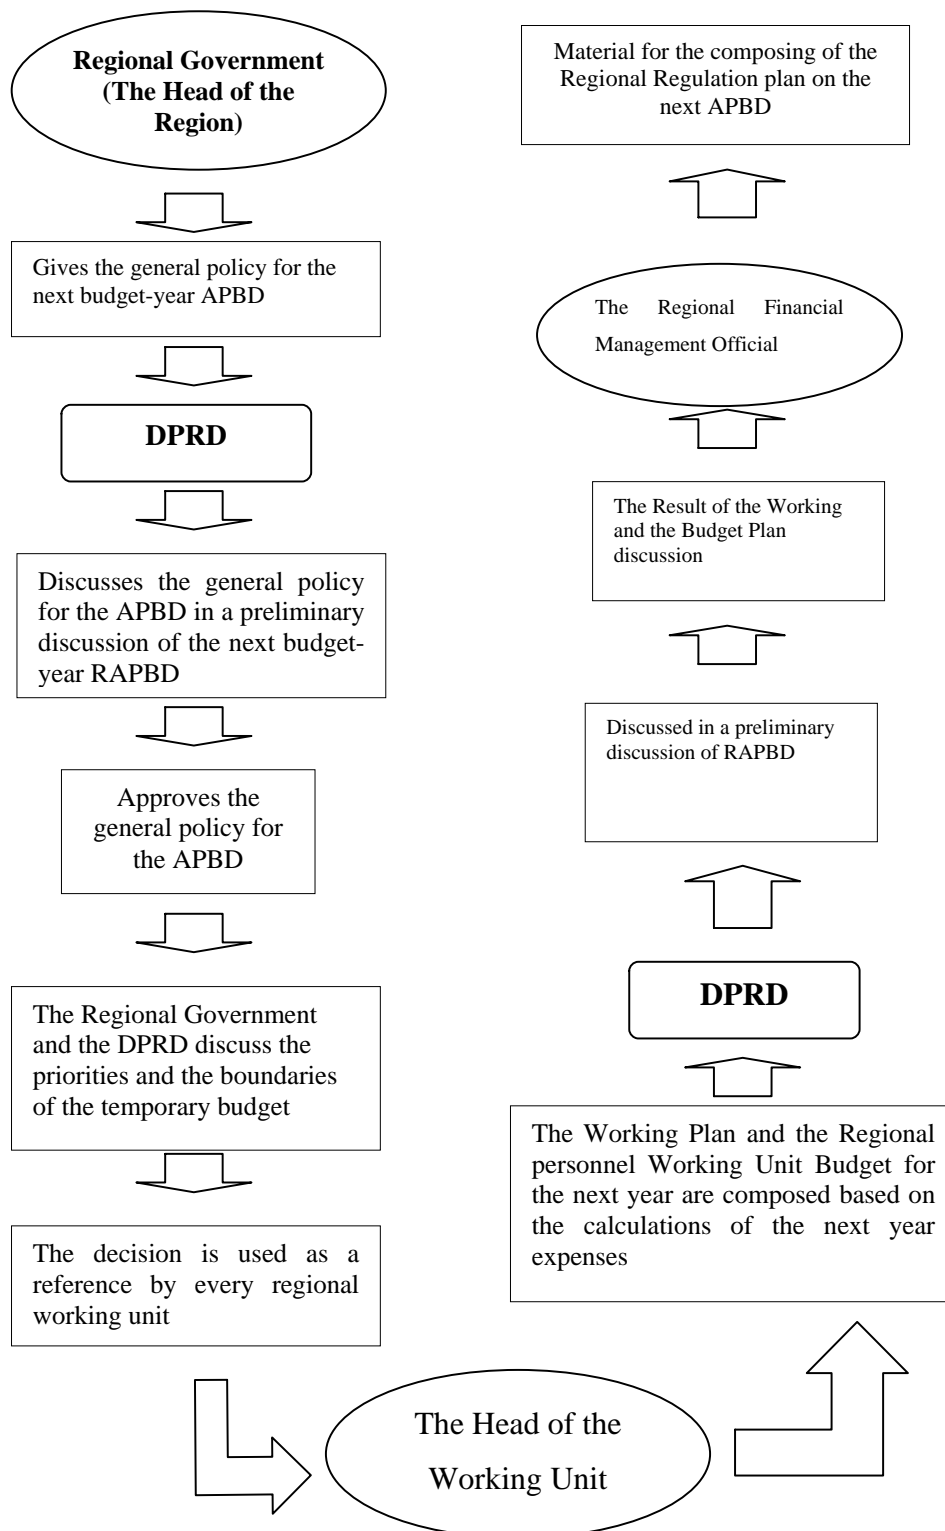 Regional Government
(The Head of the
Region)
Gives the general policy for the
next budget-year APBD
DPRD
Discusses the general policy
for the APBD in a preliminary
discussion of the next budget-
year RAPBD
Approves the
general policy for
the APBD
The Regional Government
and the DPRD discuss the
priorities and the boundaries
of the temporary budget
The decision is used as a
reference by every regional
working unit
The Head of the
Working Unit
The Working Plan and the Regional
personnel Working Unit Budget for
the next year are composed based on
the calculations of the next year
expenses
DPRD
Discussed in a preliminary
discussion of RAPBD
The Result of the Working
and the Budget Plan
discussion
The Regional Financial
Management Official
Material for the composing of the
Regional Regulation plan on the
next APBD